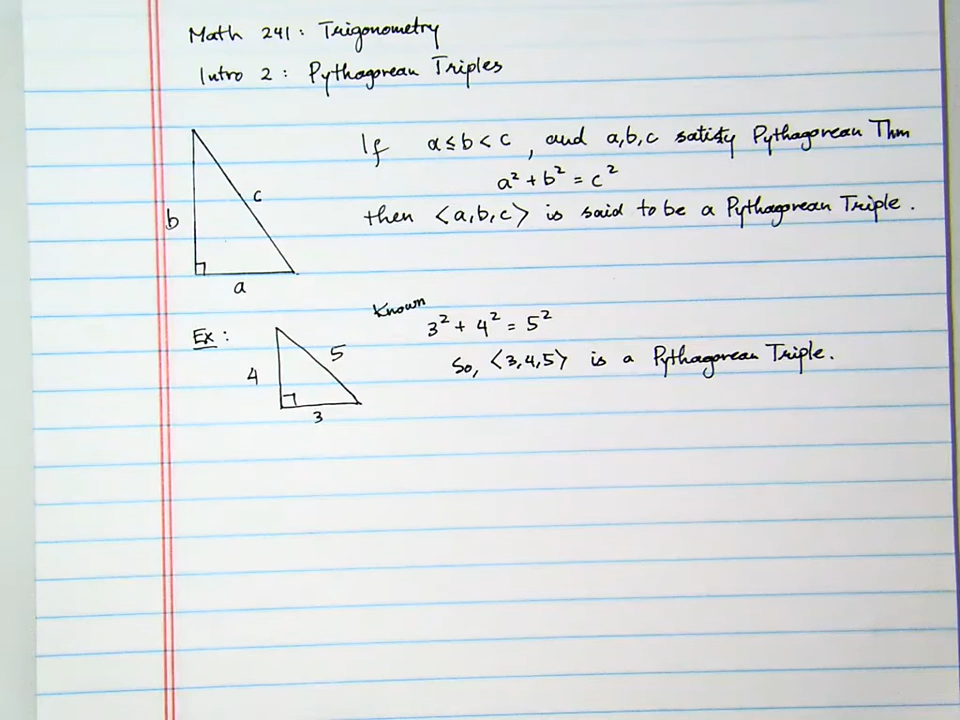 Math 241: Trigonometry
Intro 2: Pythagorean Triples
If a ≤ b < c, and a,b,c satisfy Pythagorean Thm
a² + b² = c²
then <a,b,c> is said to be a Pythagorean Triple.
b
c
a
Ex:
Known
3² + 4² = 5²
So, <3,4,5> is a Pythagorean Triple.
4
5
3